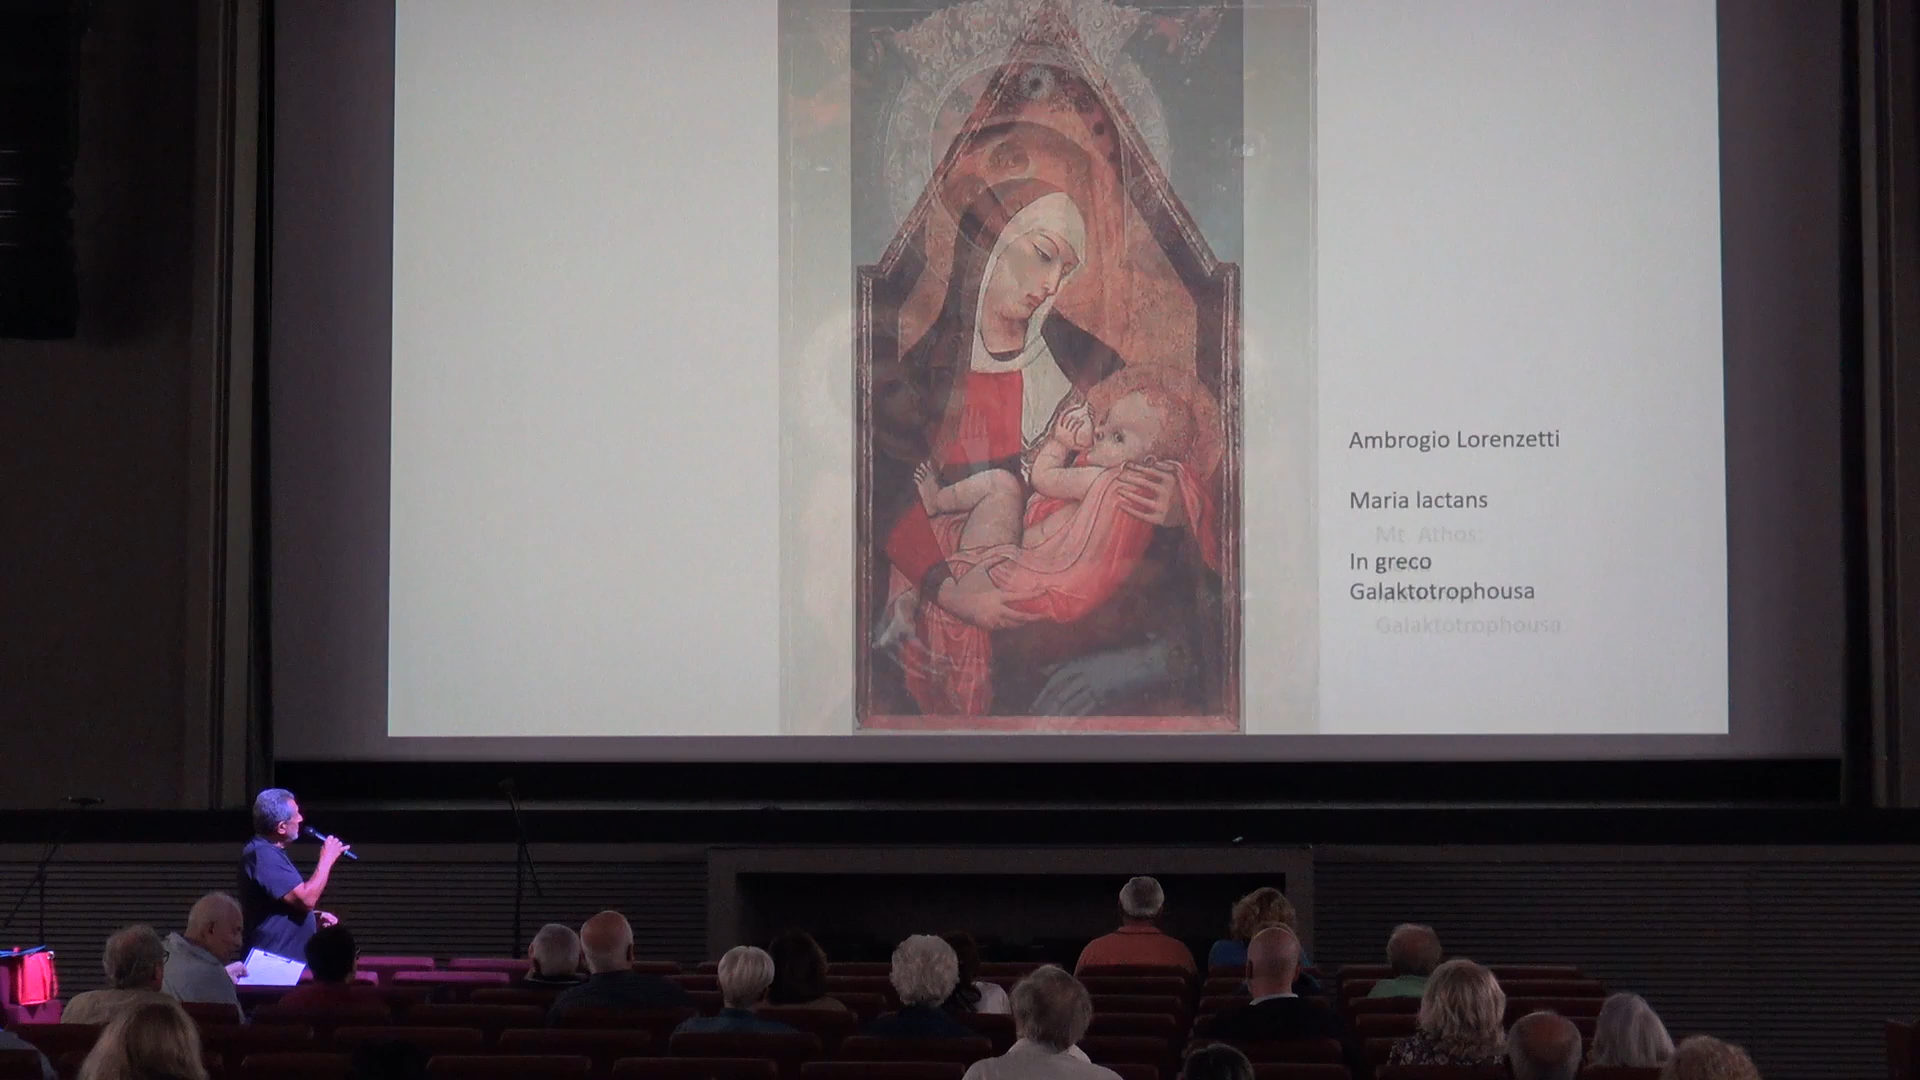 Ambrogio Lorenzetti
Maria lactans
Mt. Athos:
In greco
Galaktotrophousa
Galaktotrophousa